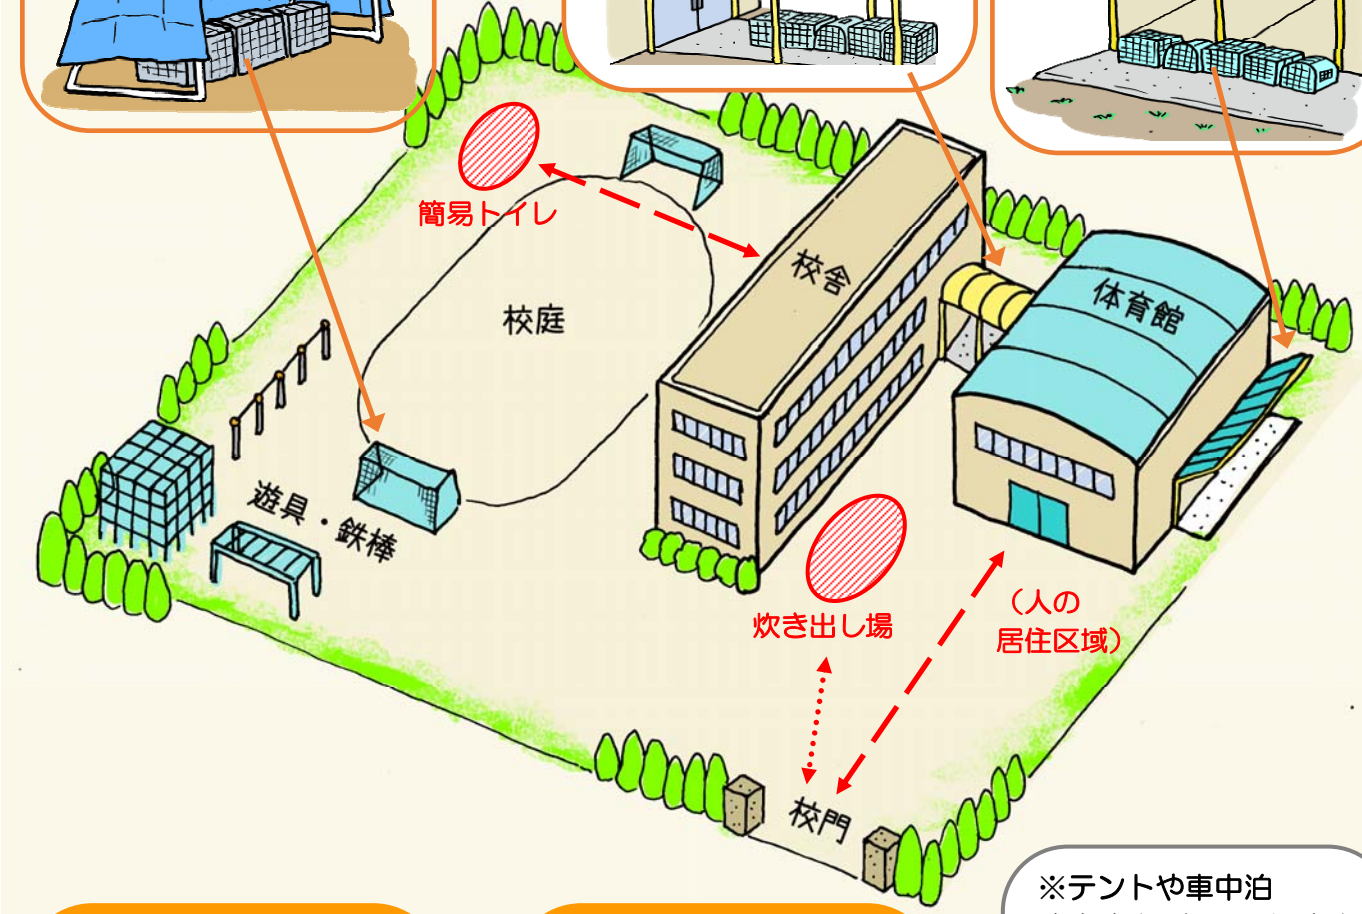 簡易トイレ
校舎
体育館
校庭
遊具・鉄棒
炊き出し場
（人の
居住区域）
校門
※テントや車中泊